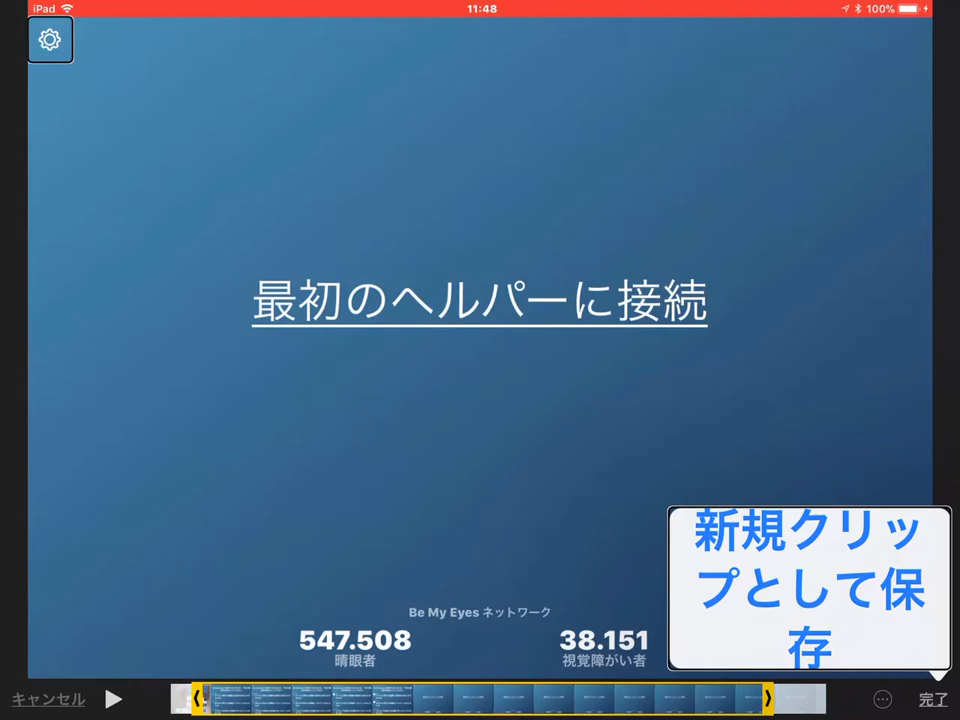 iPad 11:48 100%
最初のヘルパーに接続
Be My Eyes ネットワーク
547.508 38.151
晴眼者 視覚障がい者
新規クリッ
プとして保
存
キャンセル 完了